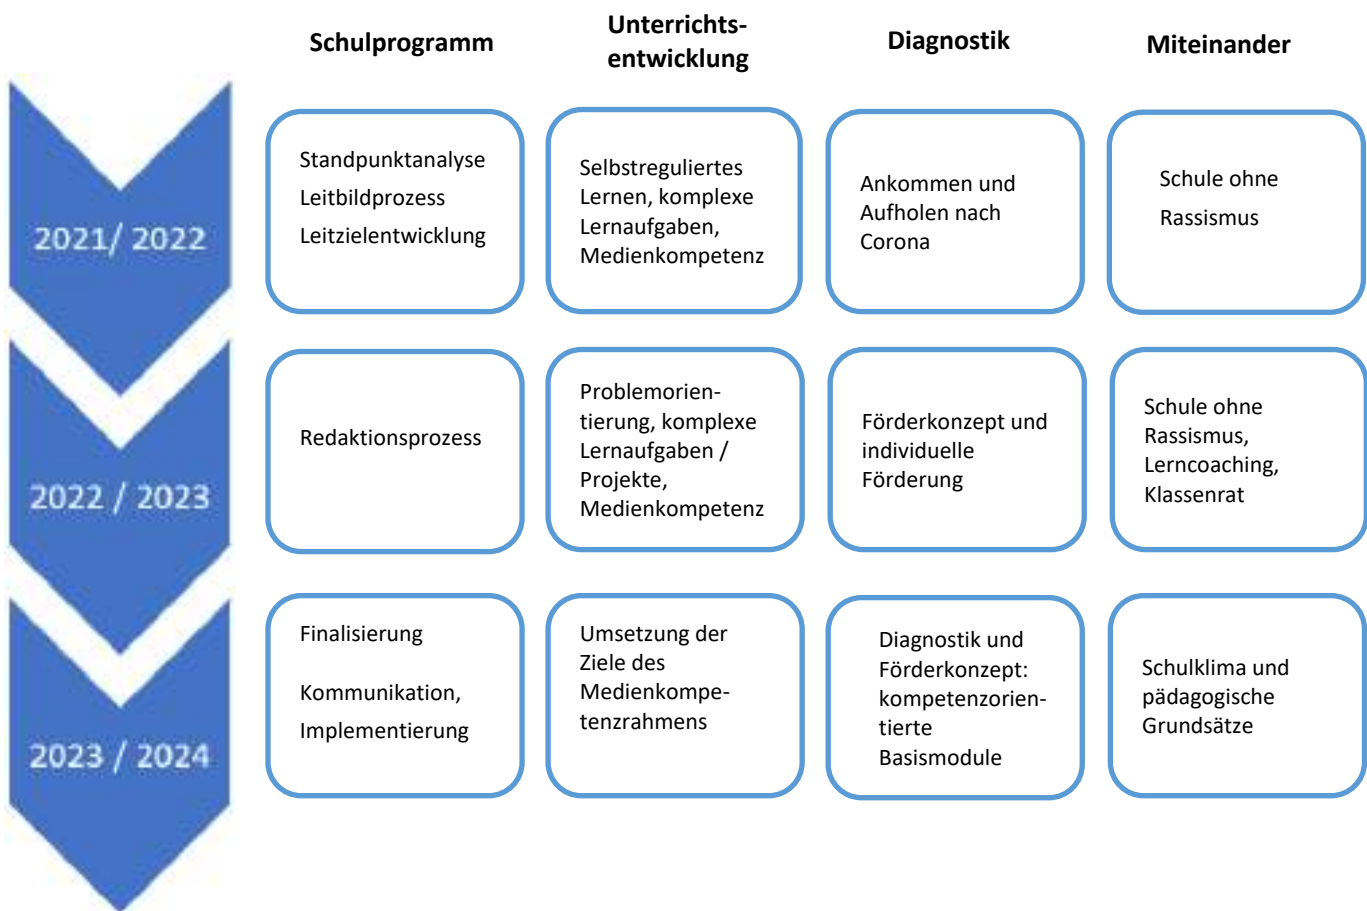 Schulprogramm
Unterrichts-
entwicklung
Diagnostik
Miteinander
2021/ 2022
Standpunktanalyse
Leitbildprozess
Leitzielentwicklung
Selbstreguliertes
Lernen, komplexe
Lernaufgaben,
Medienkompetenz
Ankommen und
Aufholen nach
Corona
Schule ohne
Rassismus
2022 / 2023
Redaktionsprozess
Problemorien-
tierung, komplexe
Lernaufgaben /
Projekte,
Medienkompetenz
Förderkonzept und
individuelle
Förderung
Schule ohne
Rassismus,
Lerncoaching,
Klassenrat
2023 / 2024
Finalisierung
Kommunikation,
Implementierung
Umsetzung der
Ziele des
Medienkompe-
tenzrahmens
Diagnostik und
Förderkonzept:
kompetenzorien-
tierte
Basismodule
Schulklima und
pädagogische
Grundsätze